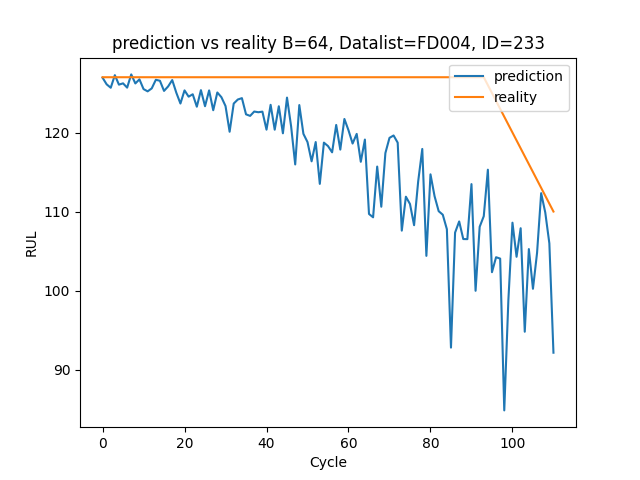 prediction vs reality B=64, Datalist=FD004, ID=233
prediction
reality
120
110
100
90
RUL
0 20 40 60 80 100
Cycle